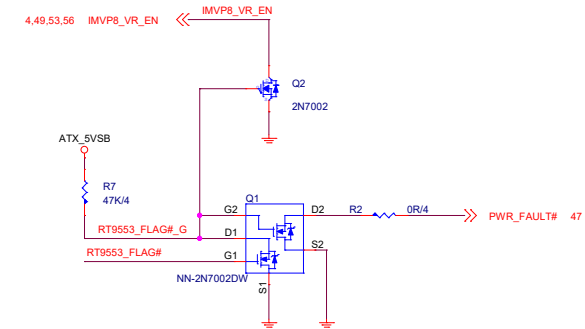 IMVP8_VR_EN
4,49,53,56 IMVP8_VR_EN
Q2
2N7002
ATX_5VSB
R7
47K/4
Q1
G2
D2
R2
0R/4
PWR_FAULT# 47
RT9553_FLAG#_G
D1
S2
RT9553_FLAG#
G1
NN-2N7002DW
S1